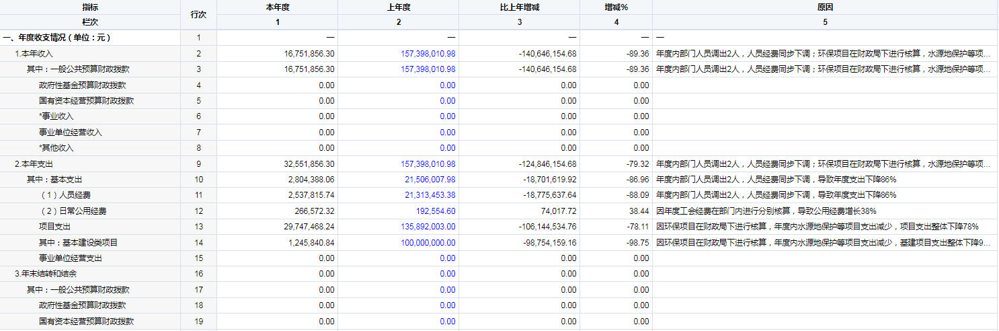 指标 行次 本年度 上年度 比上年增减 增减% 原因
栏次 1 2 3 4 5
一、年度收支情况（单位：元） 1 — — — — —
1.本年收入 2 16,751,856.30 157,398,010.98 -140,646,154.68 -89.36 年度内部门人员调出2人，人员经费同步下调；环保项目在财政局下进行核算，水源地保护等项...
其中：一般公共预算财政拨款 3 16,751,856.30 157,398,010.98 -140,646,154.68 -89.36 年度内部门人员调出2人，人员经费同步下调；环保项目在财政局下进行核算，水源地保护等项...
政府性基金预算财政拨款 4 0.00 0.00 0.00 0.00
国有资本经营预算财政拨款 5 0.00 0.00 0.00 0.00
*事业收入 6 0.00 0.00 0.00 0.00
事业单位经营收入 7 0.00 0.00 0.00 0.00
*其他收入 8 0.00 0.00 0.00 0.00
2.本年支出 9 32,551,856.30 157,398,010.98 -124,846,154.68 -79.32 年度内部门人员调出2人，人员经费同步下调；环保项目在财政局下进行核算，水源地保护等项...
其中：基本支出 10 2,804,388.06 21,506,007.98 -18,701,619.92 -86.96 年度内部门人员调出2人，人员经费同步下调，导致年度支出下降86%
（1）人员经费 11 2,537,815.74 21,313,453.38 -18,775,637.64 -88.09 年度内部门人员调出2人，人员经费同步下调，导致年度支出下降86%
（2）日常公用经费 12 266,572.32 192,554.60 74,017.72 38.44 因年度工会经费在部门内进行分别核算，导致公用经费增长38%
项目支出 13 29,747,468.24 135,892,003.00 -106,144,534.76 -78.11 因环保项目在财政局下进行核算，年度内水源地保护等项目支出减少，项目支出整体下降78%
其中：基本建设类项目 14 1,245,840.84 100,000,000.00 -98,754,159.16 -98.75 因环保项目在财政局下进行核算，年度内水源地保护等项目支出减少，基建项目支出整体下降9...
事业单位经营支出 15 0.00 0.00 0.00 0.00
3.年末结转和结余 16 0.00 0.00 0.00 0.00
其中：一般公共预算财政拨款 17 0.00 0.00 0.00 0.00
政府性基金预算财政拨款 18 0.00 0.00 0.00 0.00
国有资本经营预算财政拨款 19 0.00 0.00 0.00 0.00